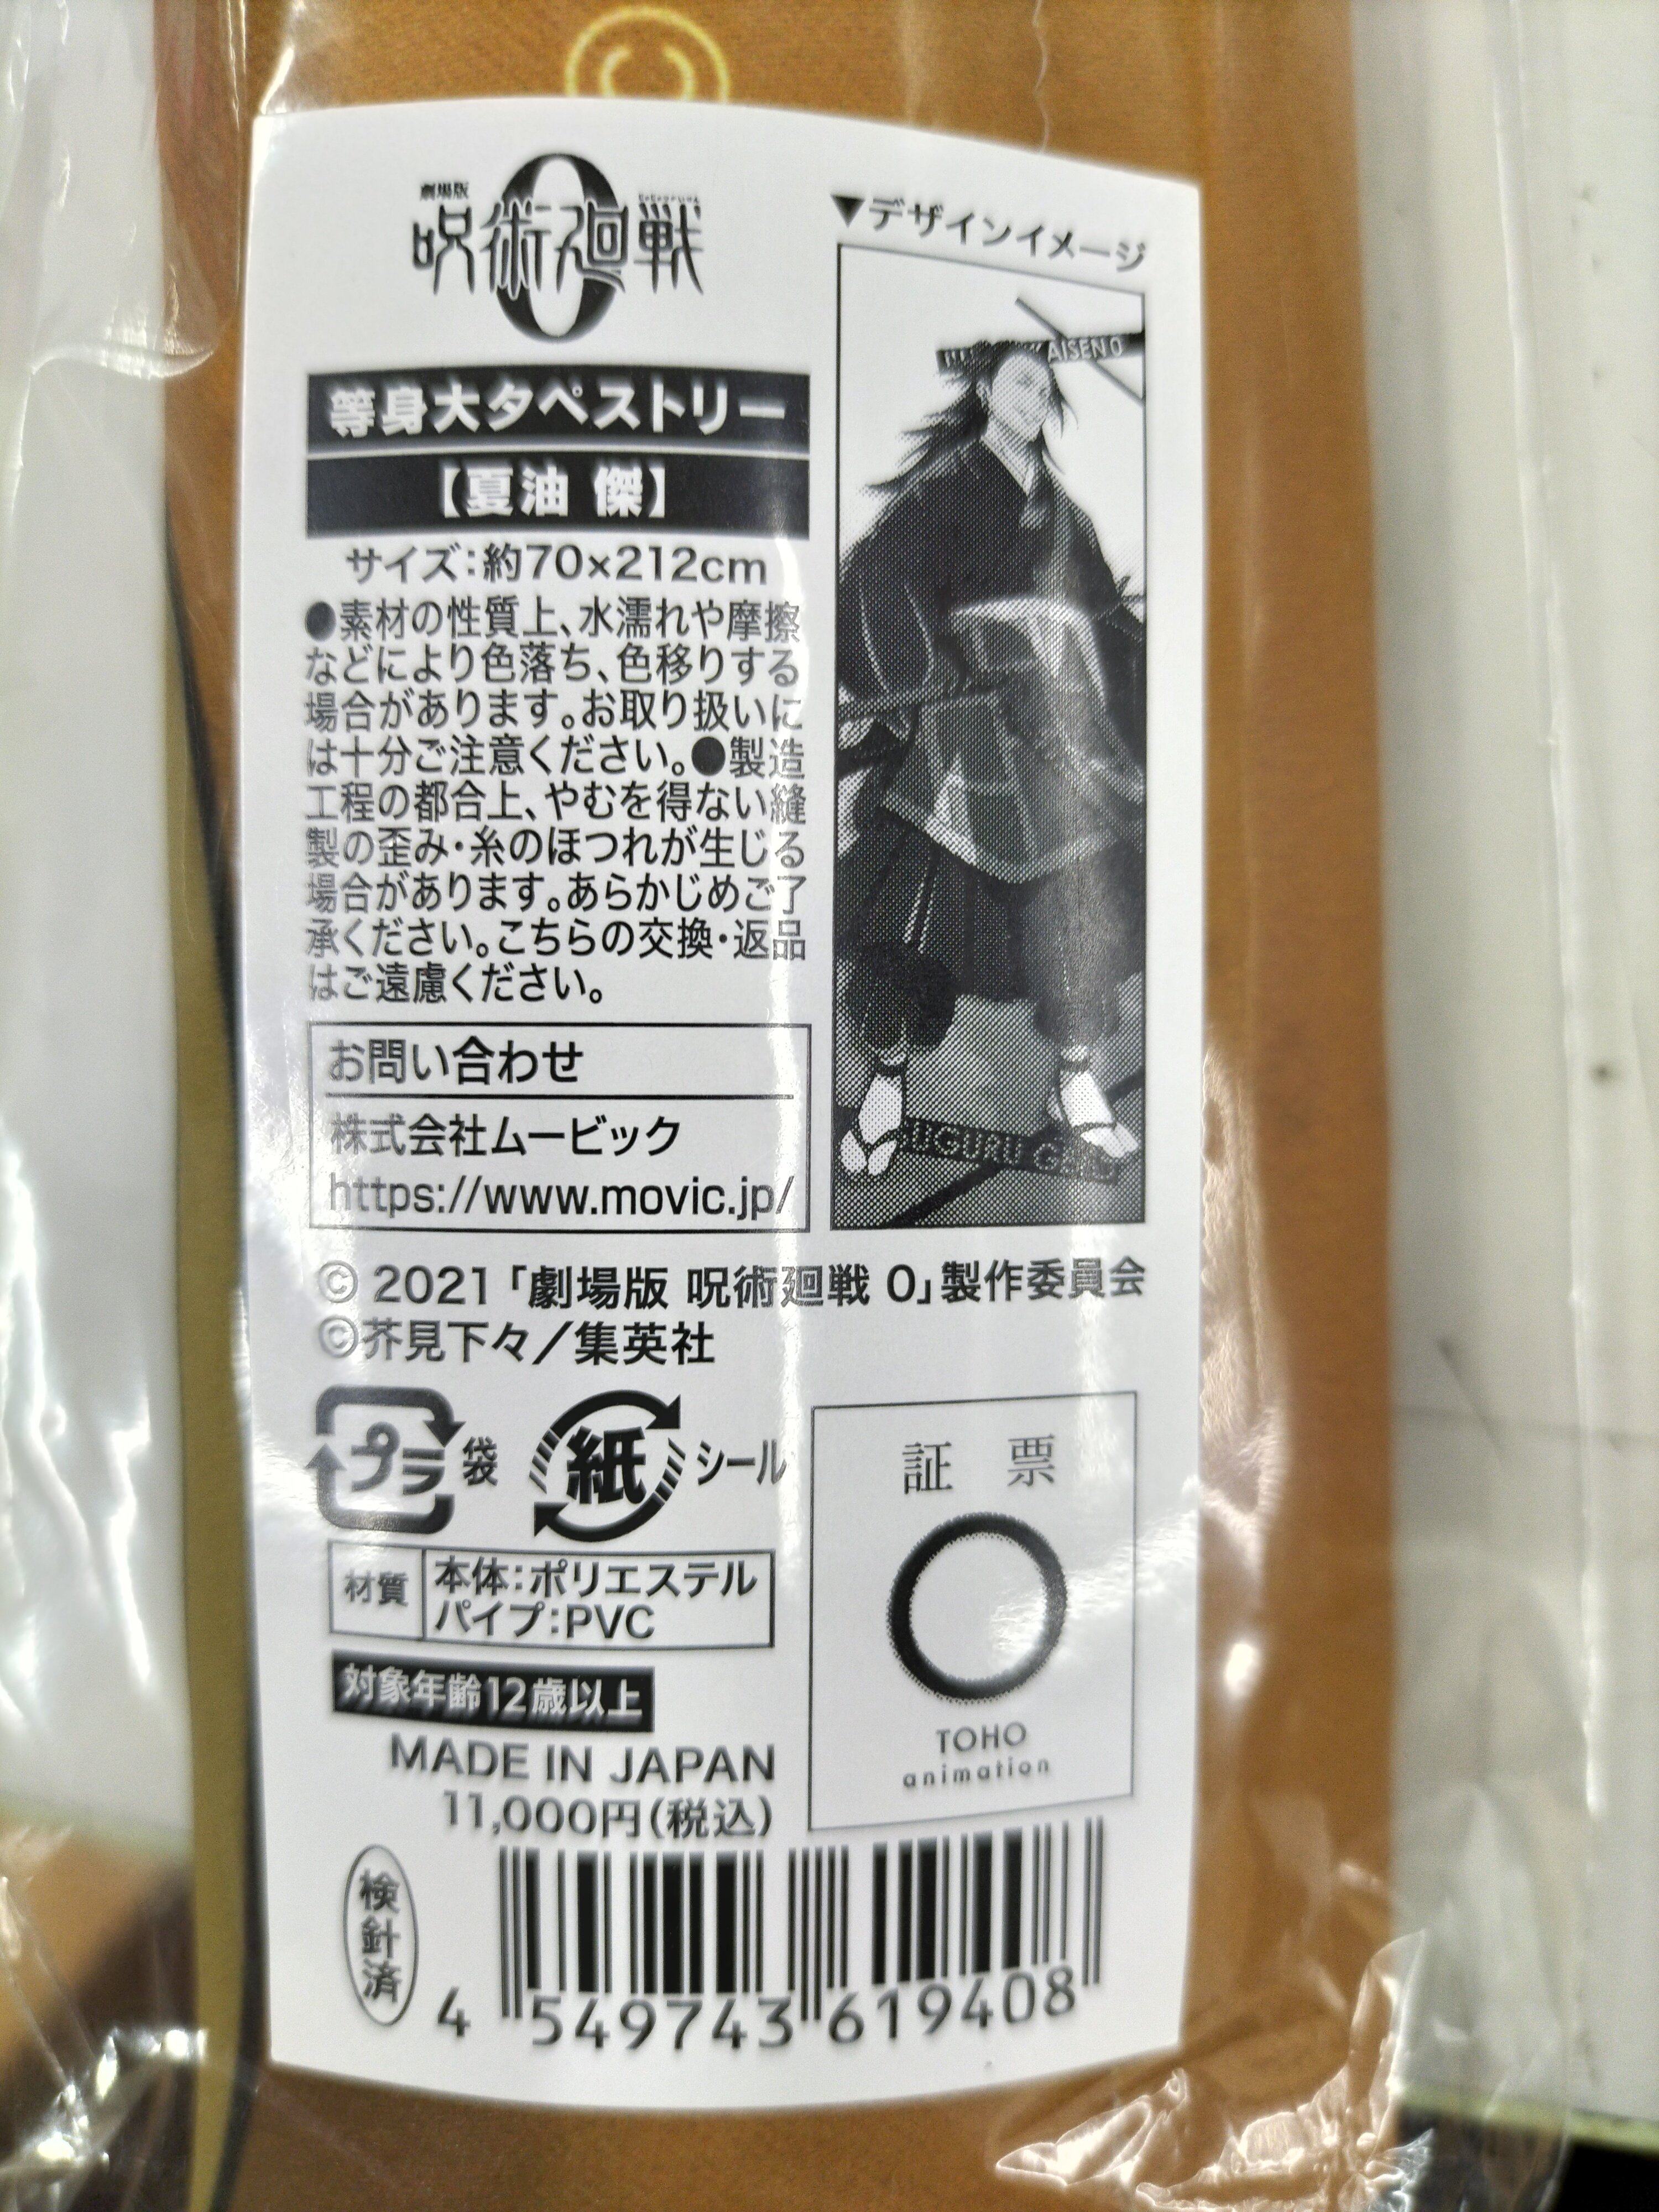 劇場版
呪術廻戦
0
等身大タペストリー
【夏油 傑】
サイズ：約70×212cm
●素材の性質上、水濡れや摩擦
などにより色落ち、色移りする
場合があります。お取り扱いに
は十分ご注意ください。●製造
工程の都合上、やむを得ない縫
製の歪み・糸のほつれが生じる
場合があります。あらかじめご了
承ください。こちらの交換・返品
はご遠慮ください。
お問い合わせ
株式会社ムービック
https://www.movic.jp/
▼デザインイメージ
AISEN 0
UGURU
© 2021「劇場版 呪術廻戦 0」製作委員会
©芥見下々／集英社
プラ 袋
紙 シール
材質
本体：ポリエステル
パイプ：PVC
対象年齢12歳以上
MADE IN JAPAN
11,000円（税込）
証 票
TOHO
animation
検針済
4 549743 619408